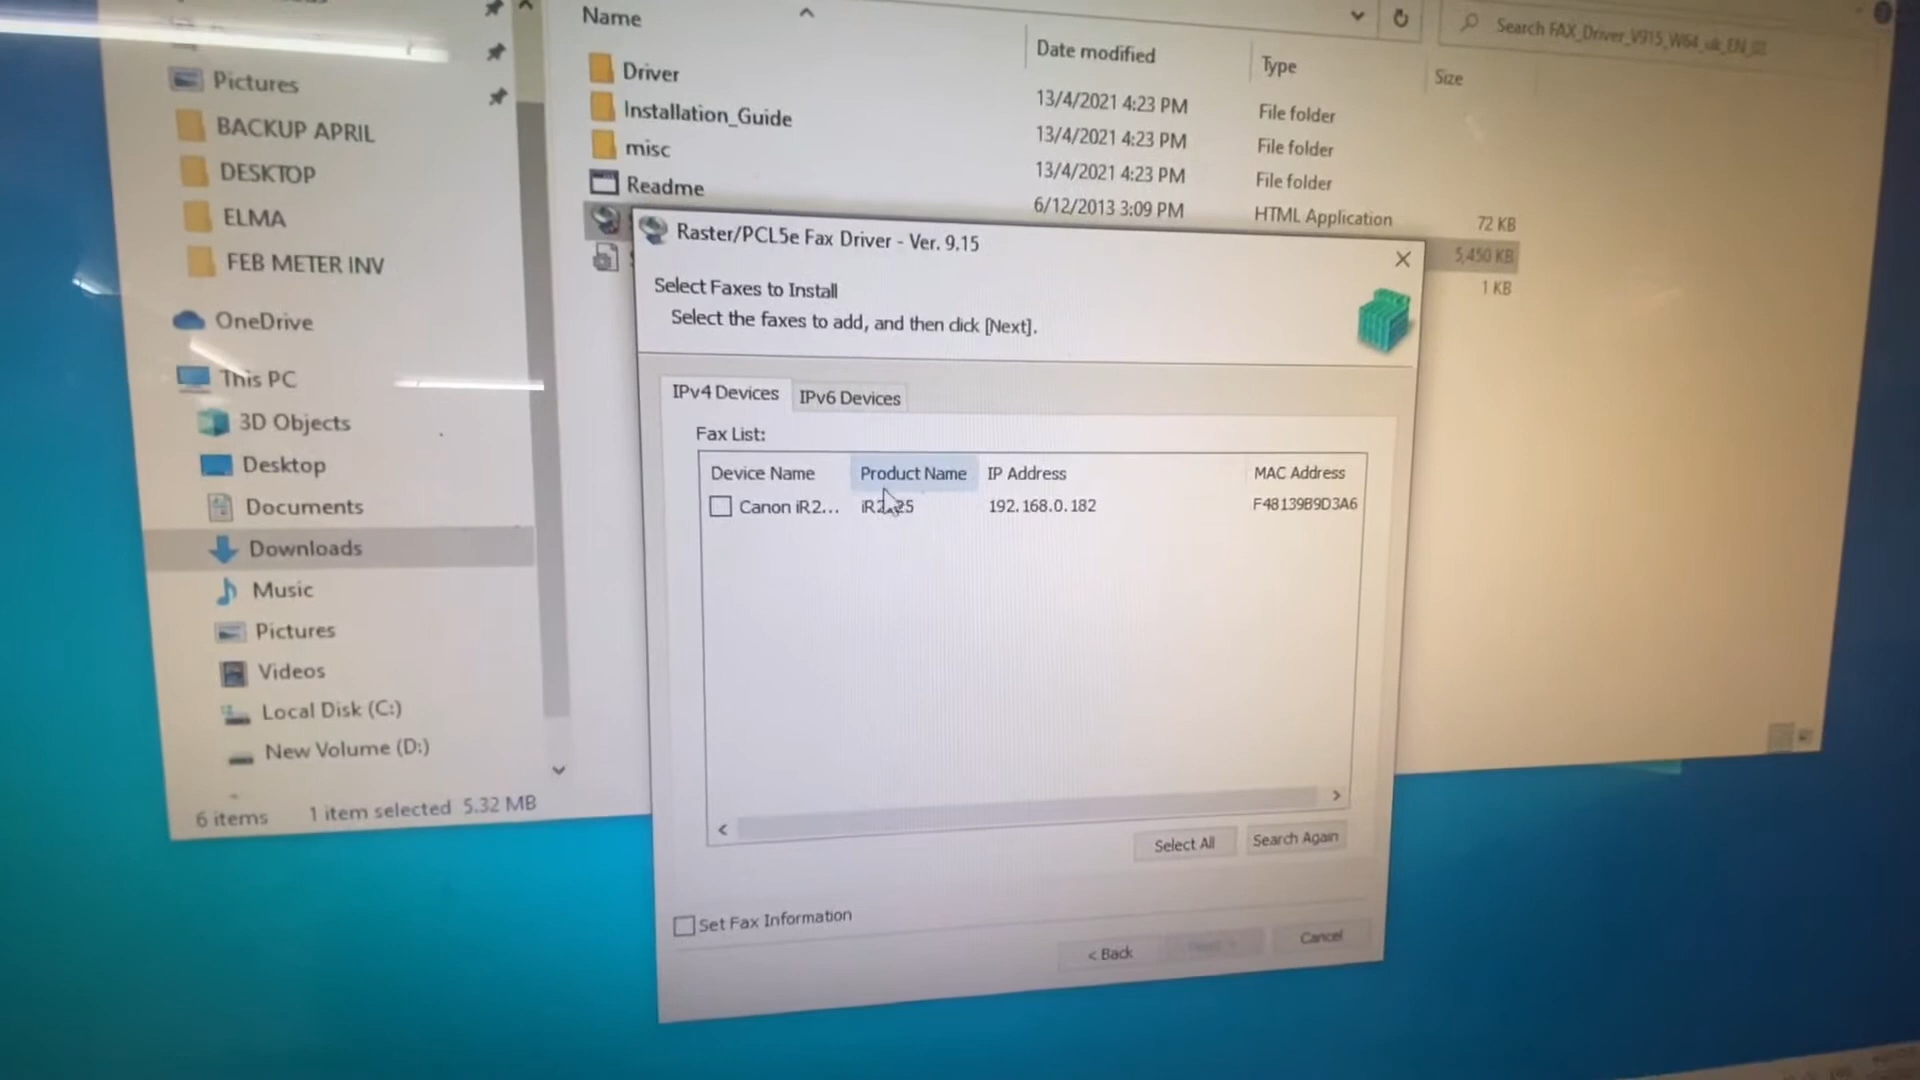 Name
Date modified
Type
Size
Search FAX_Driver_V915_W64_uk_EN_
Pictures
BACKUP APRIL
DESKTOP
ELMA
FEB METER INV
OneDrive
This PC
3D Objects
Desktop
Documents
Downloads
Music
Pictures
Videos
Local Disk (C:)
New Volume (D:)
6 items 1 item selected 5.32 MB
Driver 13/4/2021 4:23 PM File folder
Installation_Guide 13/4/2021 4:23 PM File folder
misc 13/4/2021 4:23 PM File folder
Readme 6/12/2013 3:09 PM HTML Application 72 KB
5,450 KB
1 KB
Raster/PCL5e Fax Driver - Ver. 9.15
Select Faxes to Install
Select the faxes to add, and then click [Next].
IPv4 Devices IPv6 Devices
Fax List:
Device Name Product Name IP Address MAC Address
Canon iR2... 192.168.0.182 F48139B9D3A6
Select All Search Again
Set Fax Information
< Back Cancel